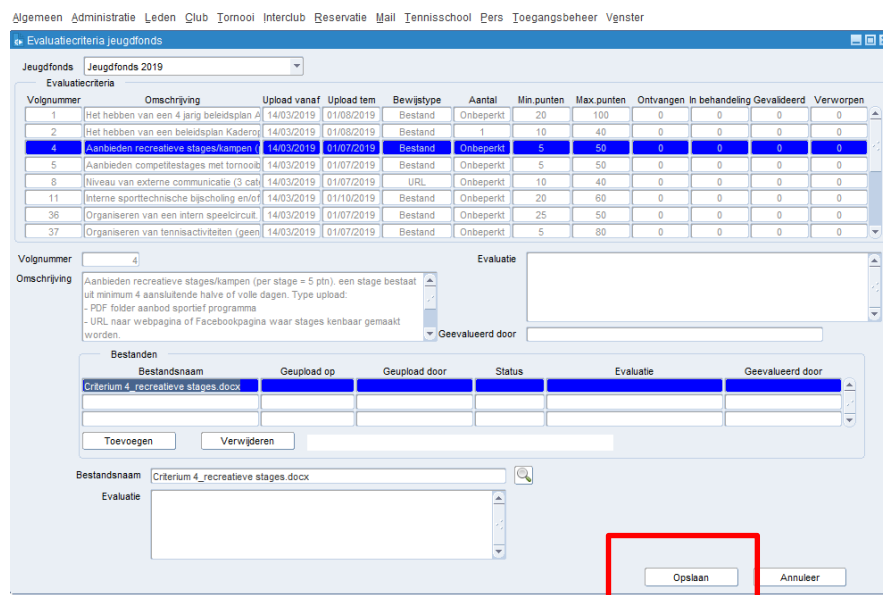 Algemeen Administratie Leden Club Tornooi Interclub Reservatie Mail Tennisschool Pers Toegangsbeheer Venster
Evaluatiecriteria jeugdfonds
Jeugdfonds Jeugdfonds 2019
Evaluatiecriteria
Volgnummer Omschrijving Upload vanaf Upload tem Bewijstype Aantal Min.punten Max.punten Ontvangen In behandeling Gevalideerd Verworpen
1 Het hebben van een 4 jarig beleidsplan A 14/03/2019 01/08/2019 Bestand Onbeperkt 20 100 0 0 0 0
2 Het hebben van een beleidsplan Kaderop 14/03/2019 01/08/2019 Bestand 1 10 40 0 0 0 0
4 Aanbieden recreatieve stages/kampen ( 14/03/2019 01/07/2019 Bestand Onbeperkt 5 50 0 0 0 0
5 Aanbieden competitiestages met tornooib 14/03/2019 01/07/2019 Bestand Onbeperkt 5 50 0 0 0 0
8 Niveau van externe communicatie (3 cate 14/03/2019 01/07/2019 URL Onbeperkt 10 40 0 0 0 0
11 Interne sporttechnische bijscholing en/of 14/03/2019 01/10/2019 Bestand Onbeperkt 20 60 0 0 0 0
36 Organiseren van een intern speelcircuit. 14/03/2019 01/07/2019 Bestand Onbeperkt 25 50 0 0 0 0
37 Organiseren van tennisactiviteiten (geen 14/03/2019 01/07/2019 Bestand Onbeperkt 5 80 0 0 0 0
Volgnummer 4 Evaluatie
Omschrijving Aanbieden recreatieve stages/kampen (per stage = 5 ptn). een stage bestaat
uit minimum 4 aansluitende halve of volle dagen. Type upload:
- PDF folder aanbod sportief programma
- URL naar webpagina of Facebookpagina waar stages kenbaar gemaakt
worden. Geevalueerd door
Bestanden
Bestandsnaam Geupload op Geupload door Status Evaluatie Geevalueerd door
Criterium 4_recreatieve stages.docx
Toevoegen Verwijderen
Bestandsnaam Criterium 4_recreatieve stages.docx
Evaluatie
Opslaan Annuleer